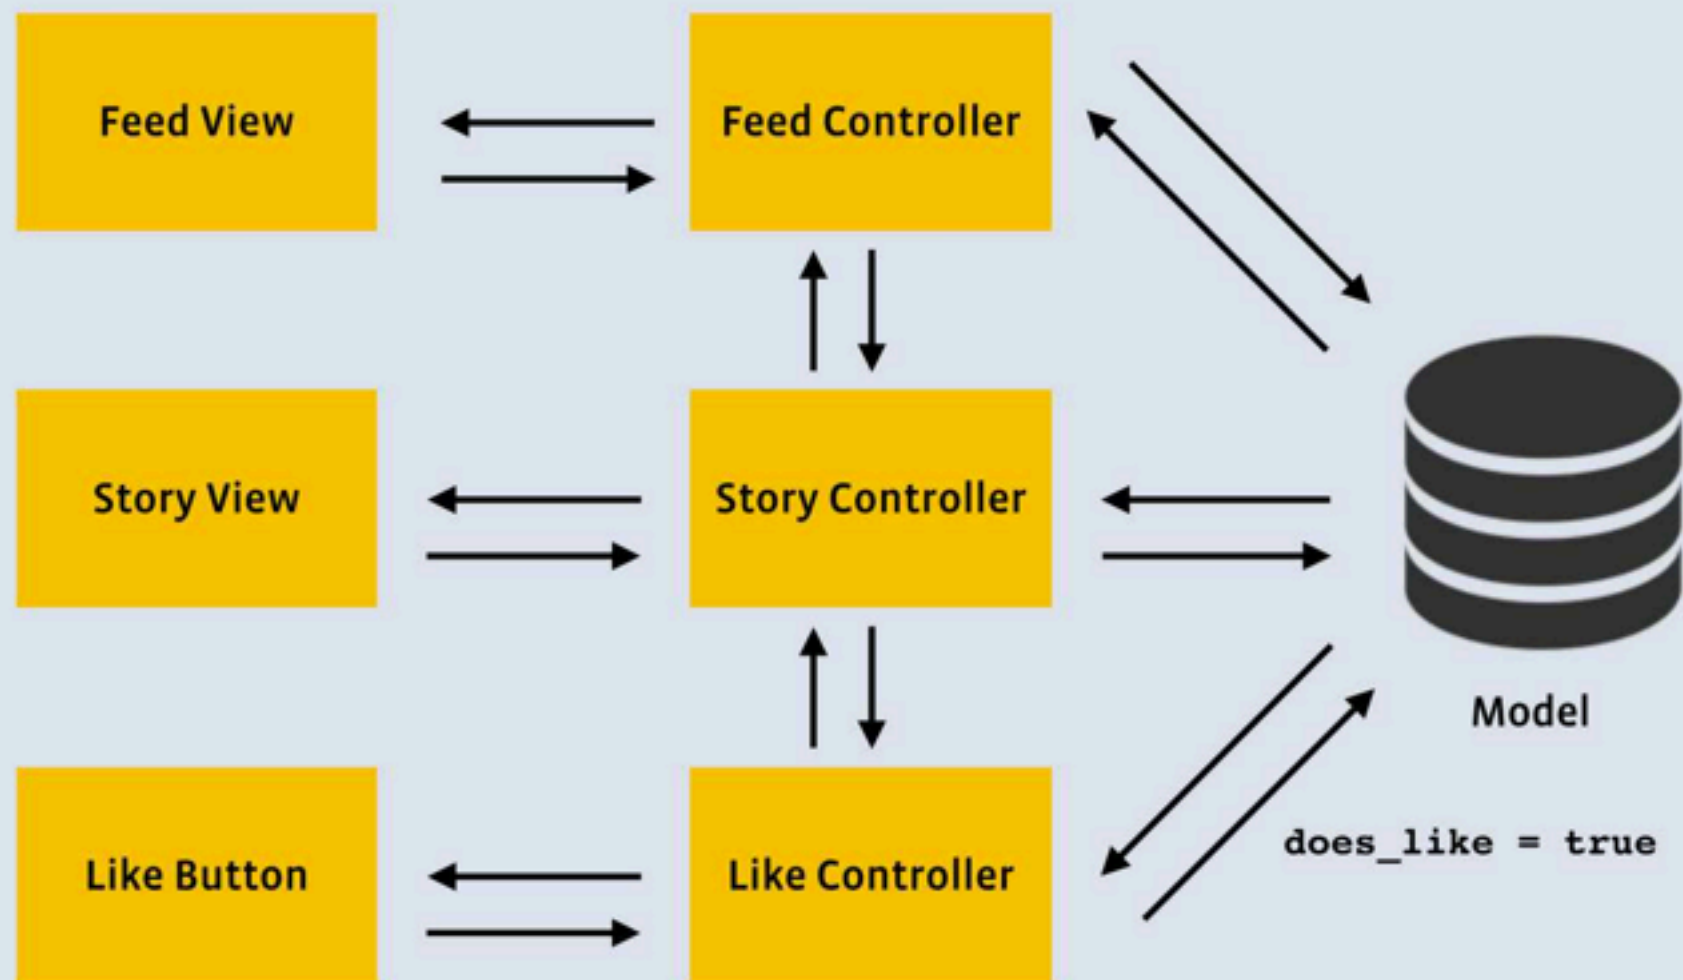 Feed View
Feed Controller
Story View
Story Controller
Model
does_like = true
Like Button
Like Controller